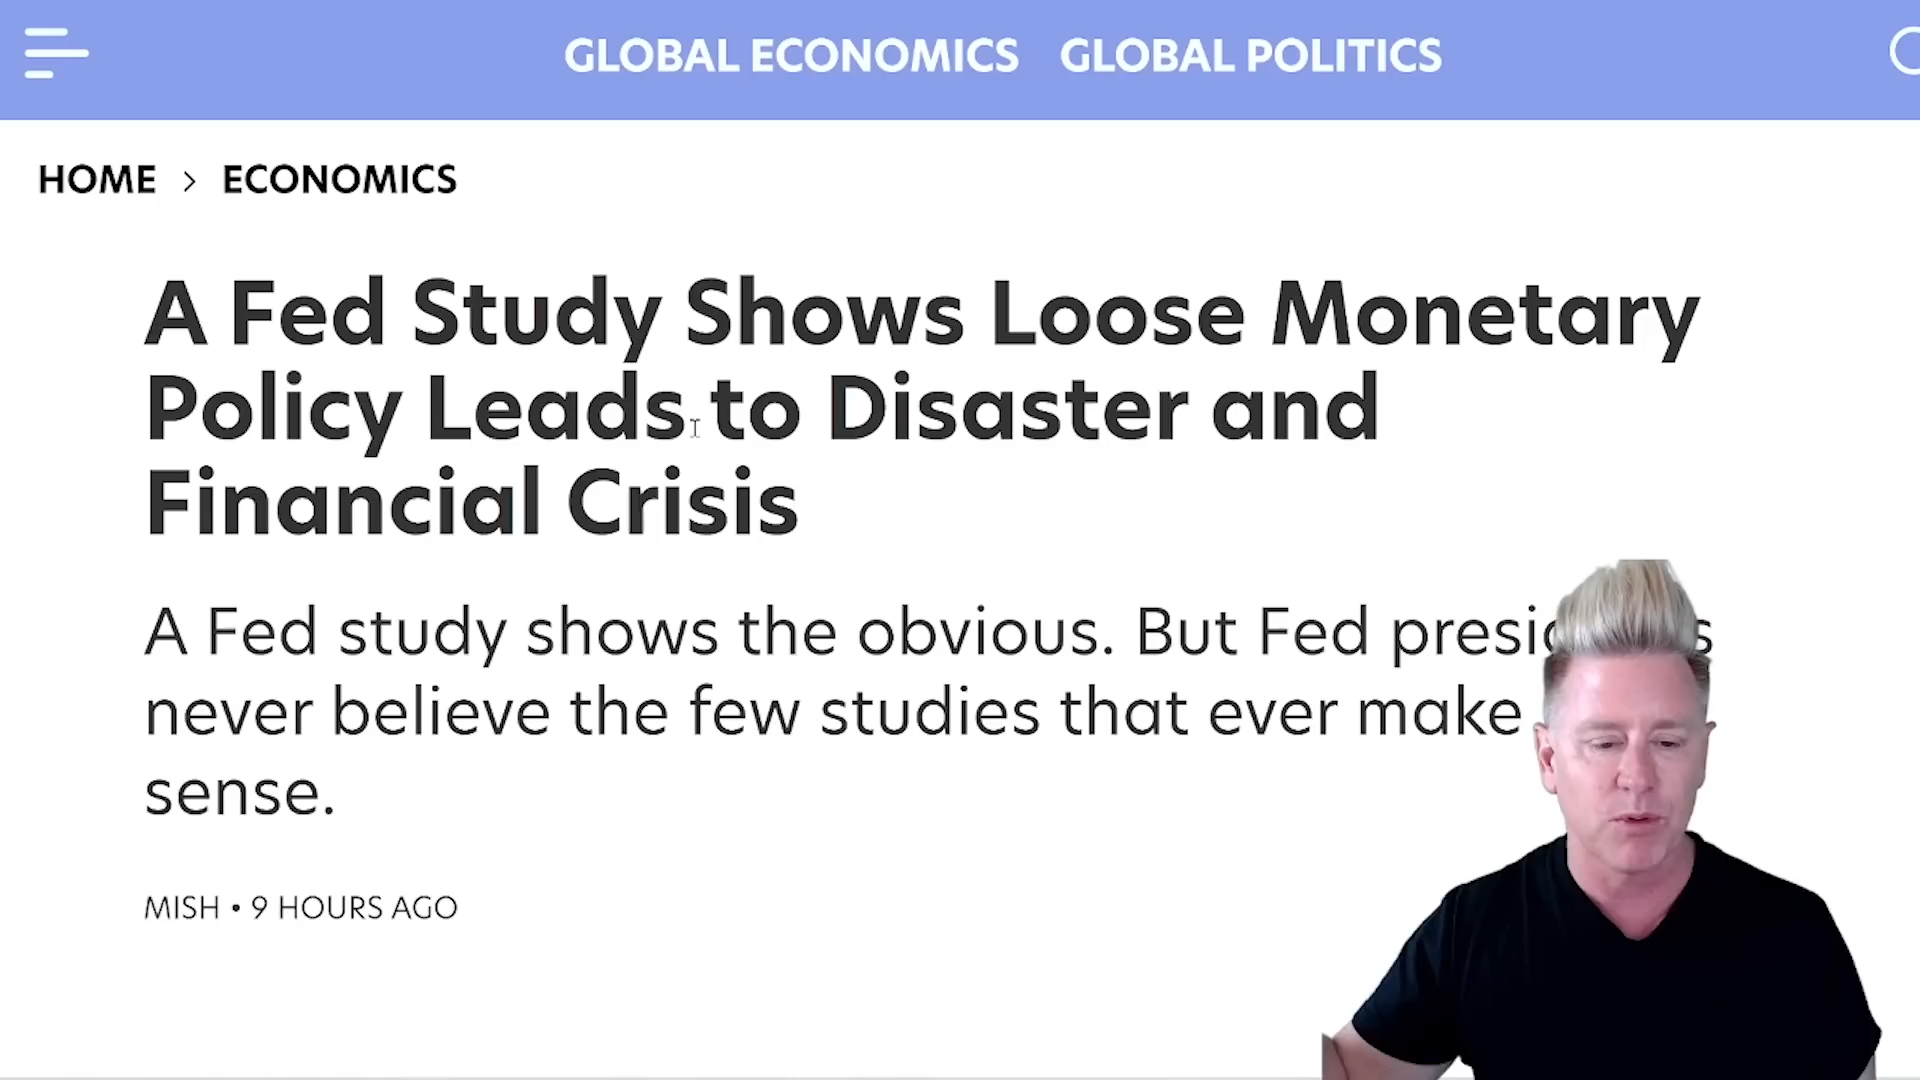 GLOBAL ECONOMICS GLOBAL POLITICS
HOME > ECONOMICS
A Fed Study Shows Loose Monetary
Policy Leads to Disaster and
Financial Crisis
A Fed study shows the obvious. But Fed
never believe the few studies that ever make
sense.
MISH • 9 HOURS AGO